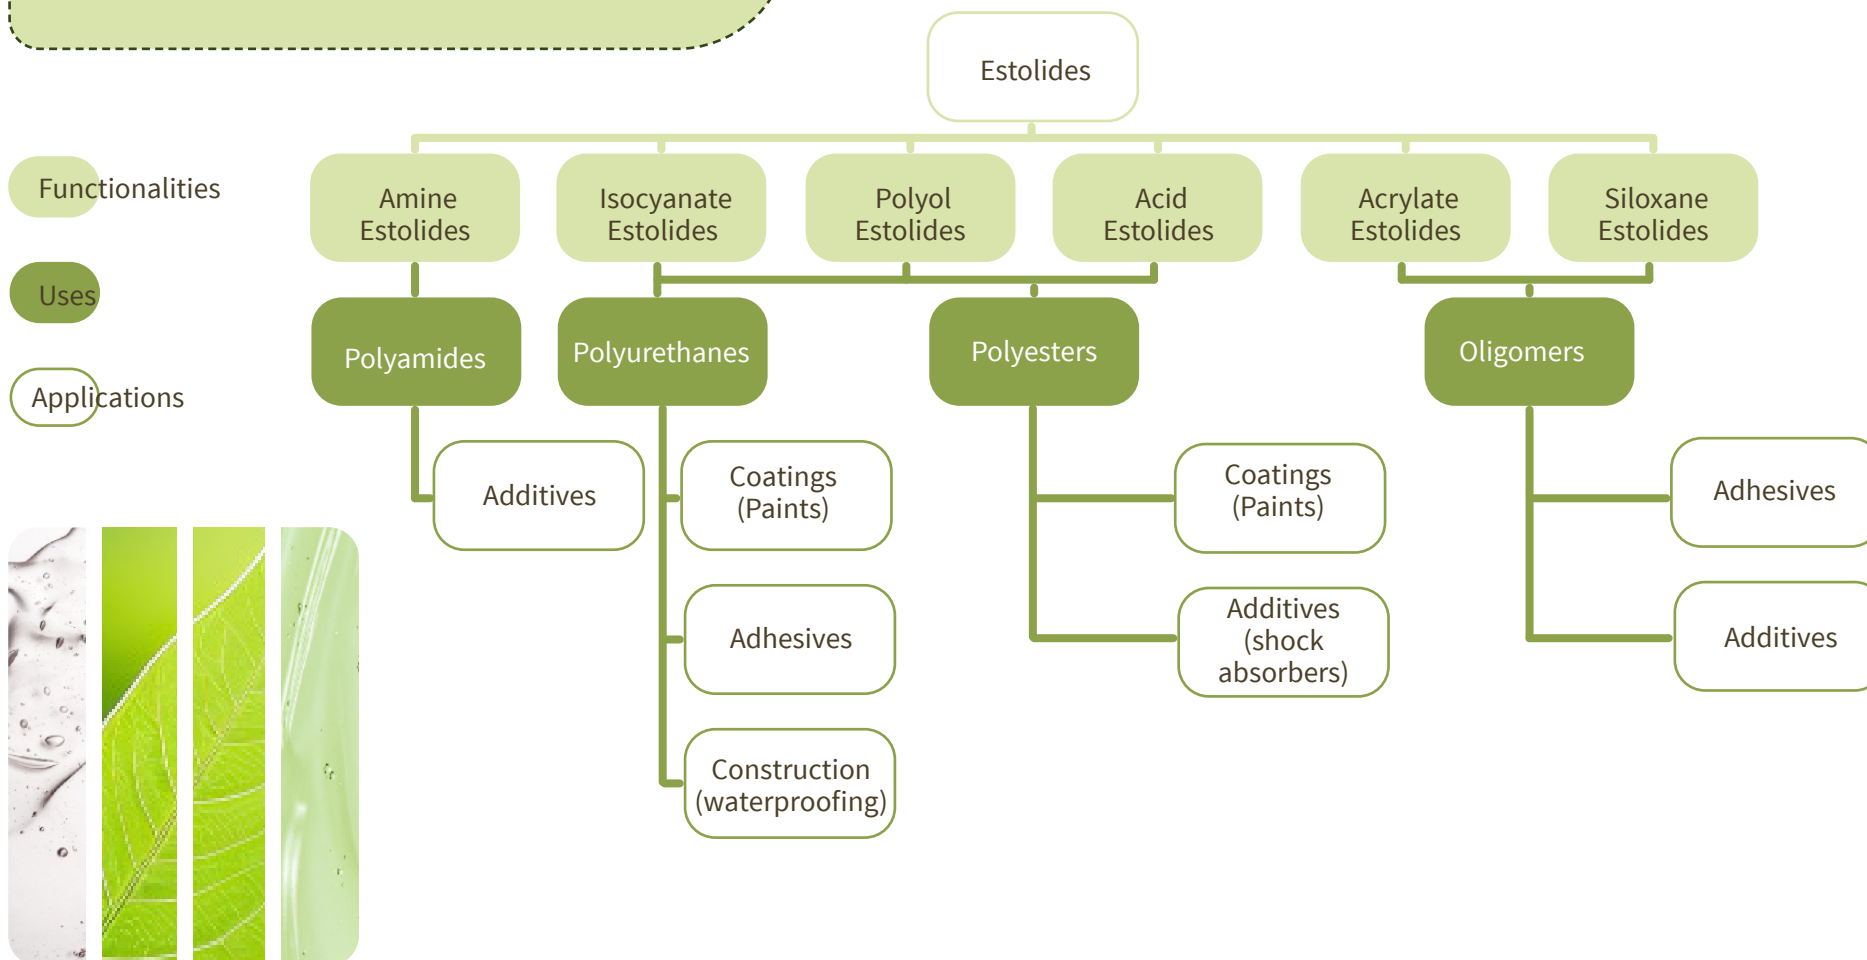 Estolides
Functionalities
Uses
Applications
Amine
Estolides
Isocyanate
Estolides
Polyol
Estolides
Acid
Estolides
Acrylate
Estolides
Siloxane
Estolides
Polyamides
Polyurethanes
Polyesters
Oligomers
Additives
Coatings
(Paints)
Adhesives
Construction
(waterproofing)
Coatings
(Paints)
Additives
(shock
absorbers)
Adhesives
Additives